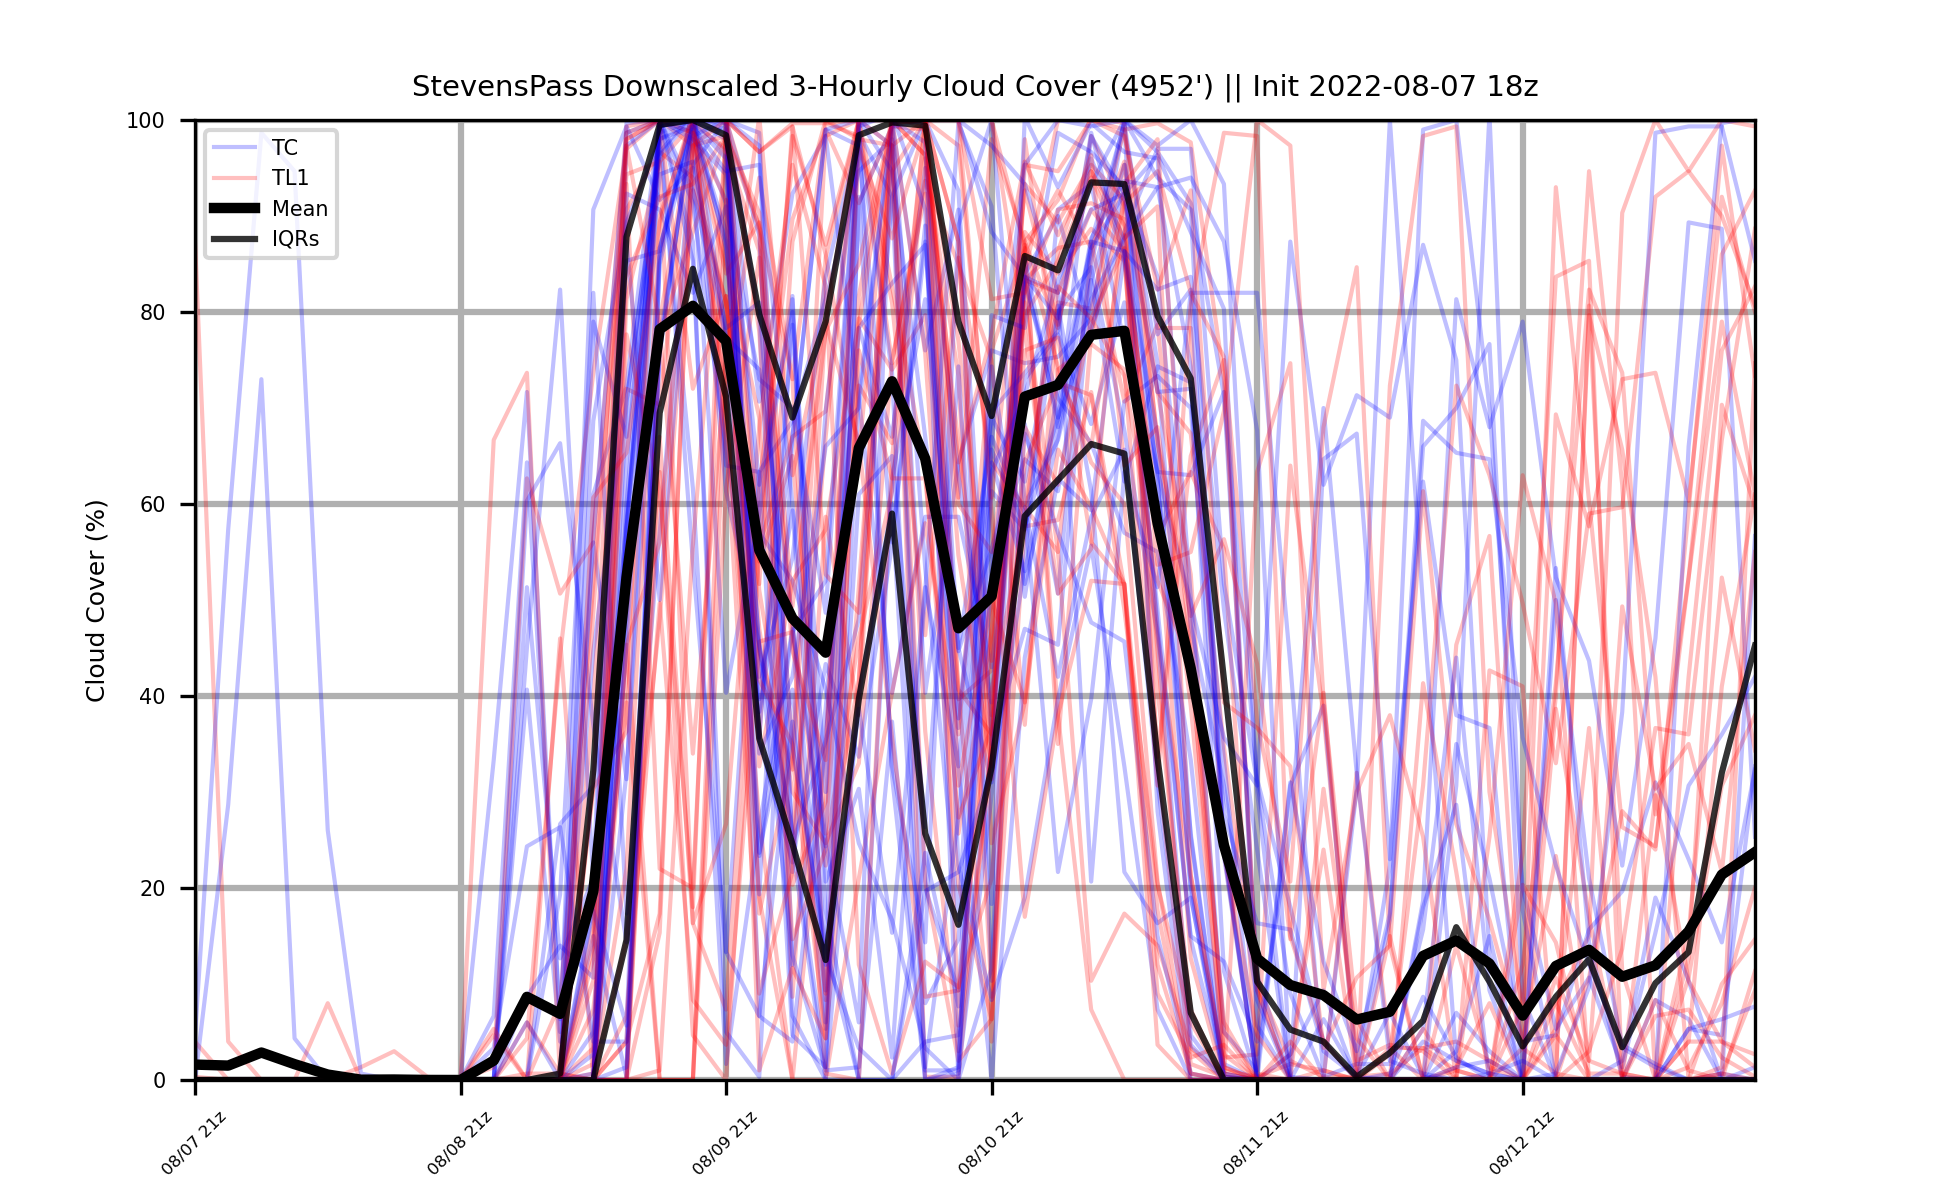 StevensPass Downscaled 3-Hourly Cloud Cover (4952') || Init 2022-08-07 18z
TC
TL1
Mean
IQRs
Cloud Cover (%)
100
80
60
40
20
0
08/07 21z
08/08 21z
08/09 21z
08/10 21z
08/11 21z
08/12 21z